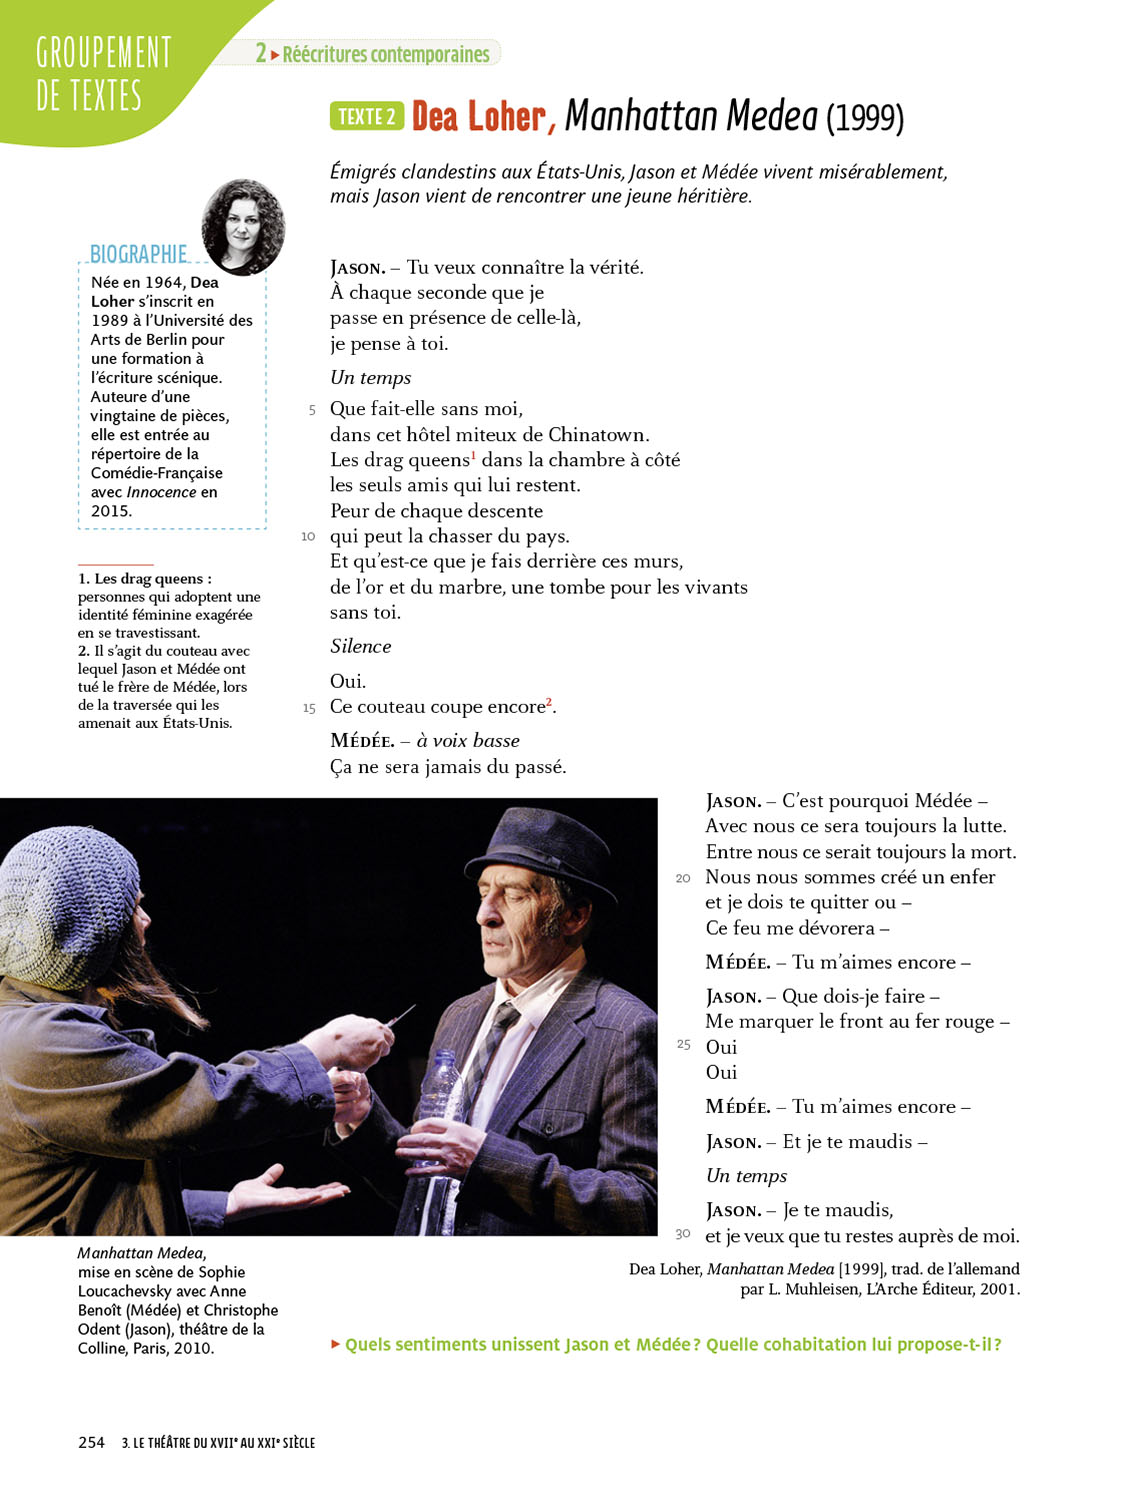 GROUPEMENT
DE TEXTES
2 ▸ Réécritures contemporaines
TEXTE 2 Dea Loher, Manhattan Medea (1999)
Émigrés clandestins aux États-Unis, Jason et Médée vivent misérablement,
mais Jason vient de rencontrer une jeune héritière.
BIOGRAPHIE
Née en 1964, Dea
Loher s'inscrit en
1989 à l'Université des
Arts de Berlin pour
une formation à
l'écriture scénique.
Auteure d'une
vingtaine de pièces,
elle est entrée au
répertoire de la
Comédie-Française
avec Innocence en
2015.
1. Les drag queens :
personnes qui adoptent une
identité féminine exagérée
en se travestissant.
2. Il s'agit du couteau avec
lequel Jason et Médée ont
tué le frère de Médée, lors
de la traversée qui les
amenait aux États-Unis.
JASON. – Tu veux connaître la vérité.
À chaque seconde que je
passe en présence de celle-là,
je pense à toi.
Un temps
5 Que fait-elle sans moi,
dans cet hôtel miteux de Chinatown.
Les drag queens1 dans la chambre à côté
les seuls amis qui lui restent.
Peur de chaque descente
10 qui peut la chasser du pays.
Et qu'est-ce que je fais derrière ces murs,
de l'or et du marbre, une tombe pour les vivants
sans toi.
Silence
Oui.
15 Ce couteau coupe encore2.
MÉDÉE. – à voix basse
Ça ne sera jamais du passé.
JASON. – C'est pourquoi Médée –
Avec nous ce sera toujours la lutte.
Entre nous ce serait toujours la mort.
20 Nous nous sommes créé un enfer
et je dois te quitter ou –
Ce feu me dévorera –
MÉDÉE. – Tu m'aimes encore –
JASON. – Que dois-je faire –
Me marquer le front au fer rouge –
25 Oui
Oui
MÉDÉE. – Tu m'aimes encore –
JASON. – Et je te maudis –
Un temps
JASON. – Je te maudis,
30 et je veux que tu restes auprès de moi.
Dea Loher, Manhattan Medea [1999], trad. de l'allemand
par L. Muhleisen, L'Arche Éditeur, 2001.
Manhattan Medea,
mise en scène de Sophie
Loucachevsky avec Anne
Benoît (Médée) et Christophe
Odent (Jason), théâtre de la
Colline, Paris, 2010.
▸ Quels sentiments unissent Jason et Médée ? Quelle cohabitation lui propose-t-il ?
254 3. LE THÉÂTRE DU XVIIe AU XXIe SIÈCLE